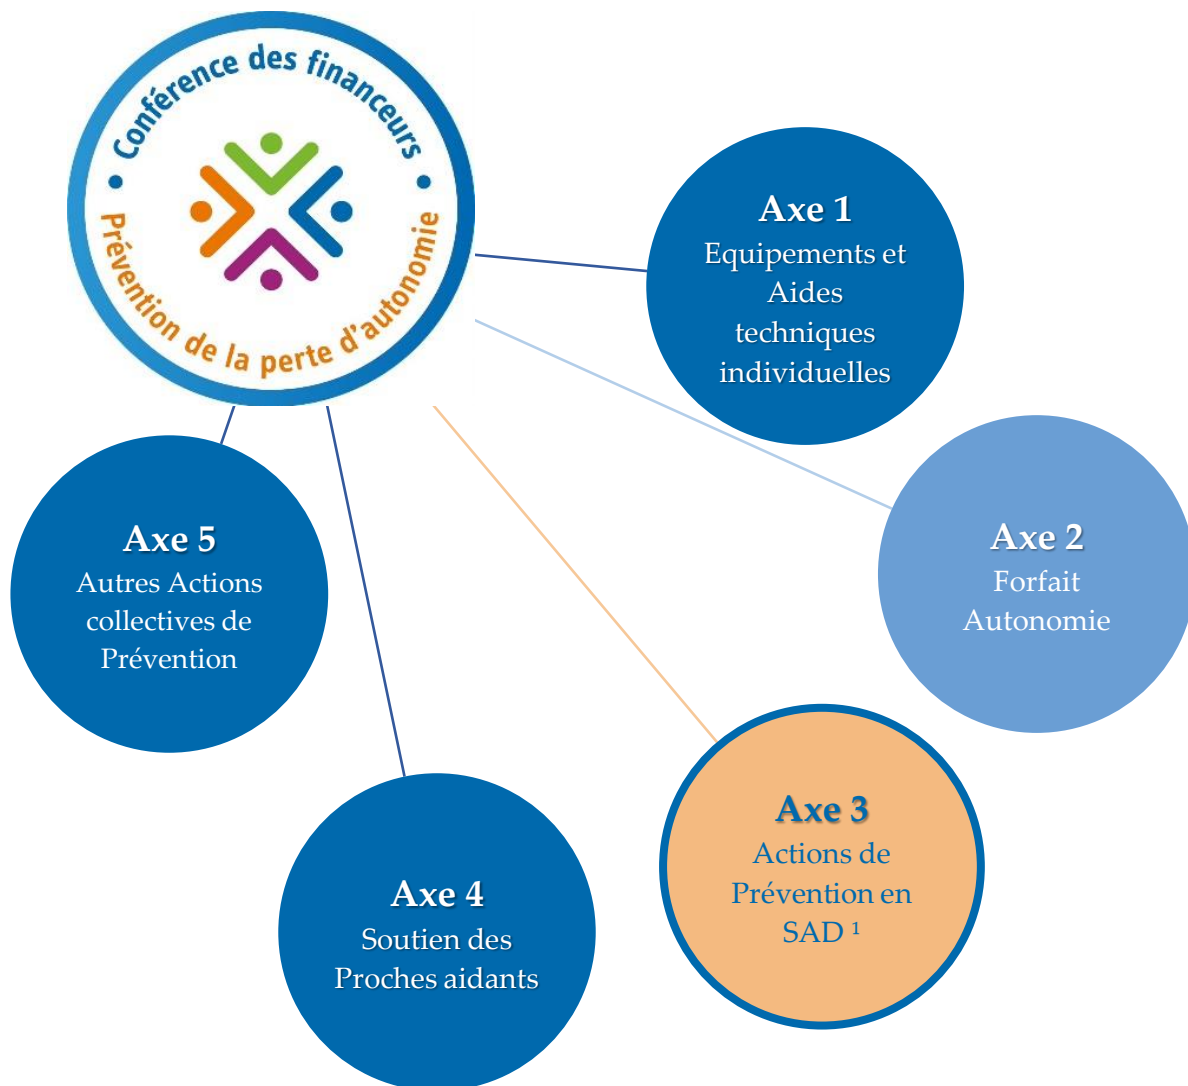 Conférence des financeurs
Prévention de la perte d'autonomie
Axe 1
Equipements et
Aides
techniques
individuelles
Axe 2
Forfait
Autonomie
Axe 3
Actions de
Prévention en
SAD ¹
Axe 4
Soutien des
Proches aidants
Axe 5
Autres Actions
collectives de
Prévention